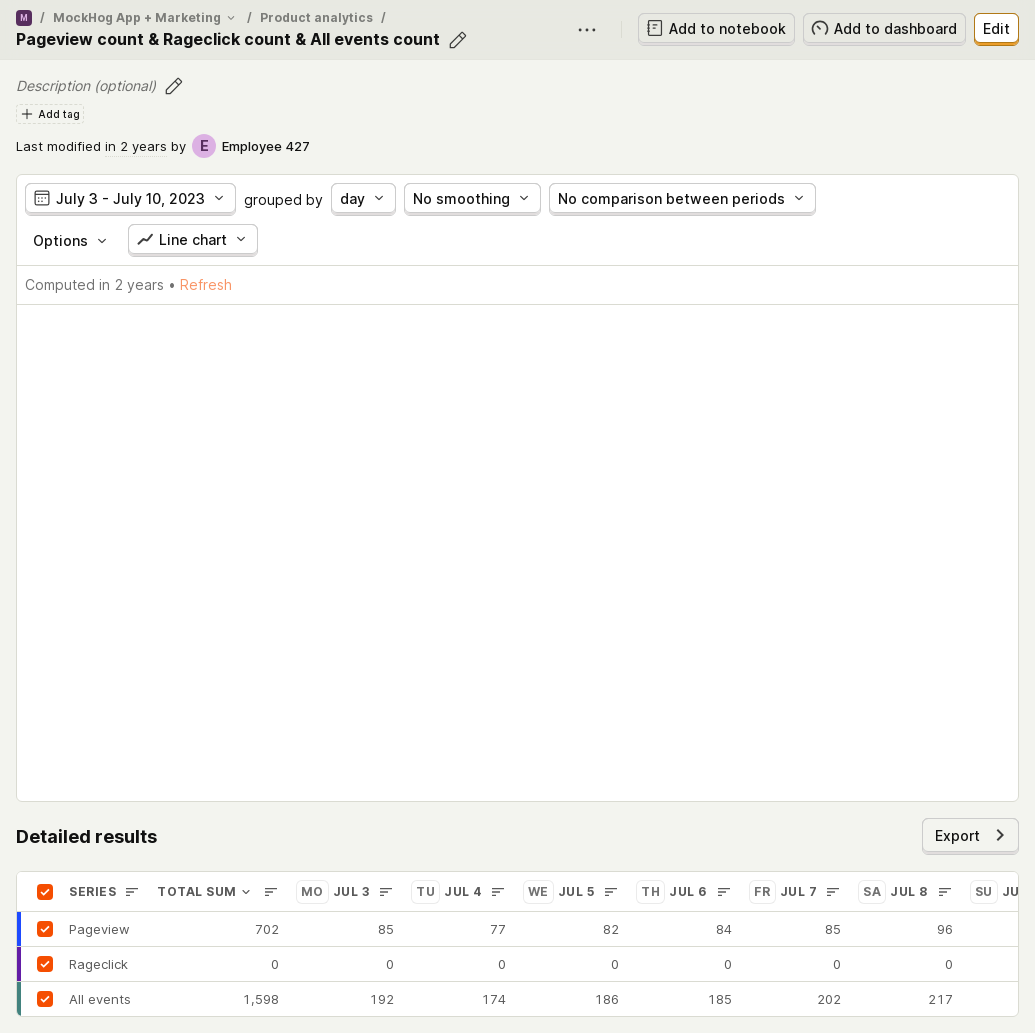 M / MockHog App + Marketing / Product analytics /
Pageview count & Rageclick count & All events count
Add to notebook
Add to dashboard
Edit
Description (optional)
Add tag
Last modified in 2 years by E Employee 427
July 3 - July 10, 2023 grouped by day No smoothing No comparison between periods
Options Line chart
Computed in 2 years • Refresh
Detailed results
Export
SERIES TOTAL SUM MO JUL 3 TU JUL 4 WE JUL 5 TH JUL 6 FR JUL 7 SA JUL 8 SU JU
Pageview 702 85 77 82 84 85 96
Rageclick 0 0 0 0 0 0 0
All events 1,598 192 174 186 185 202 217